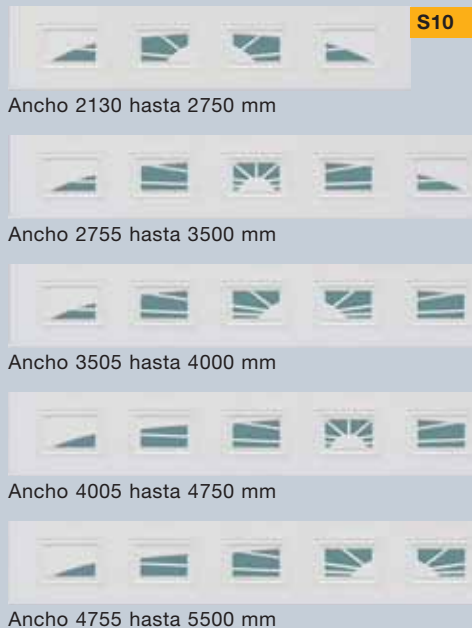 S10
Ancho 2130 hasta 2750 mm
Ancho 2755 hasta 3500 mm
Ancho 3505 hasta 4000 mm
Ancho 4005 hasta 4750 mm
Ancho 4755 hasta 5500 mm